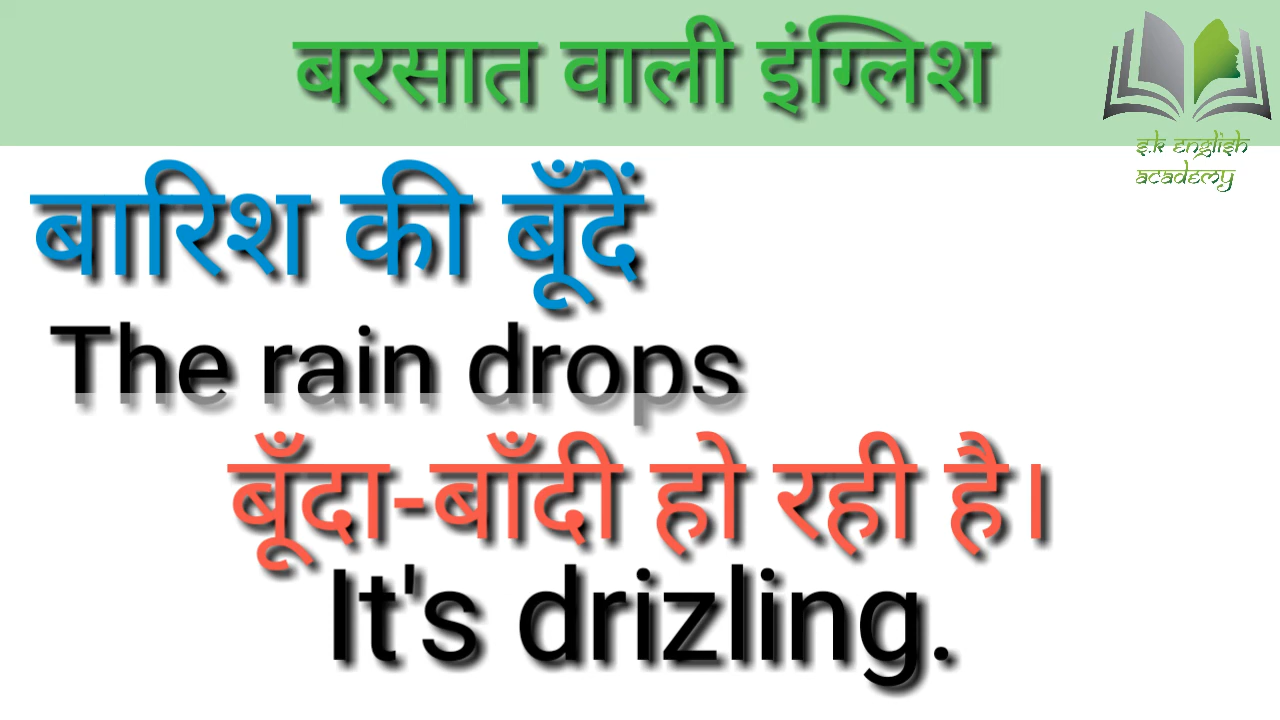 बरसात वाली इंग्लिश
S.K English
academy
बारिश की बूँदें
The rain drops
बूँदा-बाँदी हो रही है।
It's drizling.